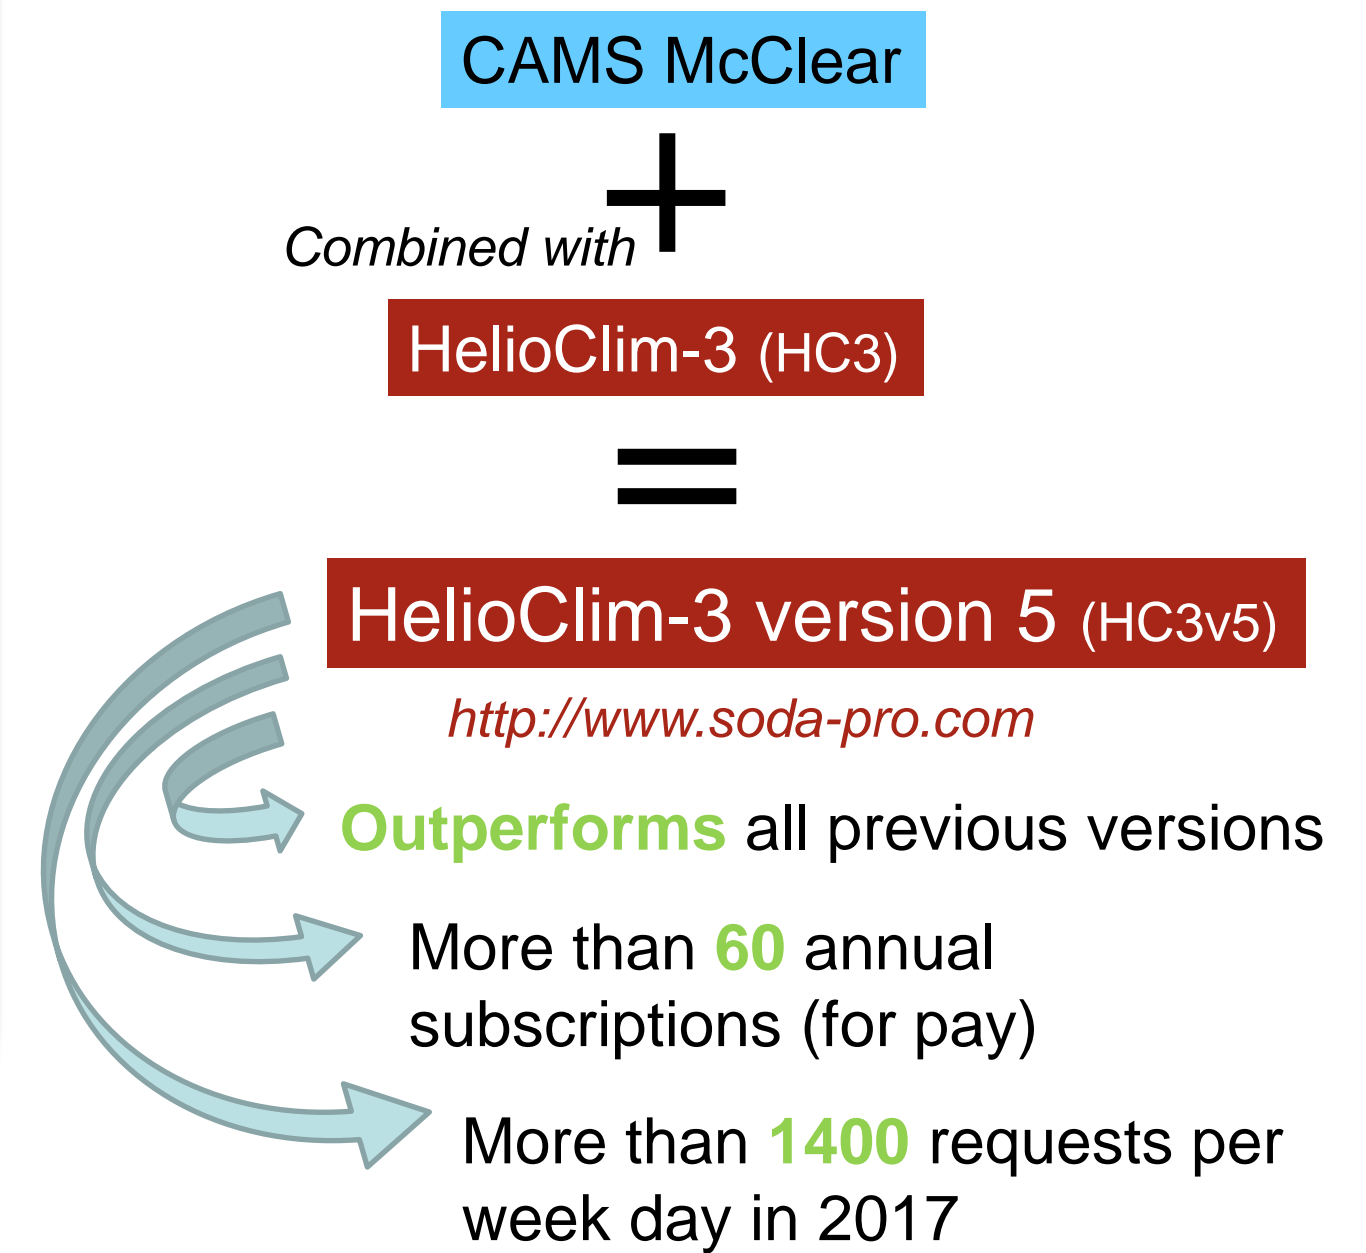 CAMS McClear
+
Combined with
HelioClim-3 (HC3)
=
HelioClim-3 version 5 (HC3v5)
http://www.soda-pro.com
Outperforms all previous versions
More than 60 annual
subscriptions (for pay)
More than 1400 requests per
week day in 2017